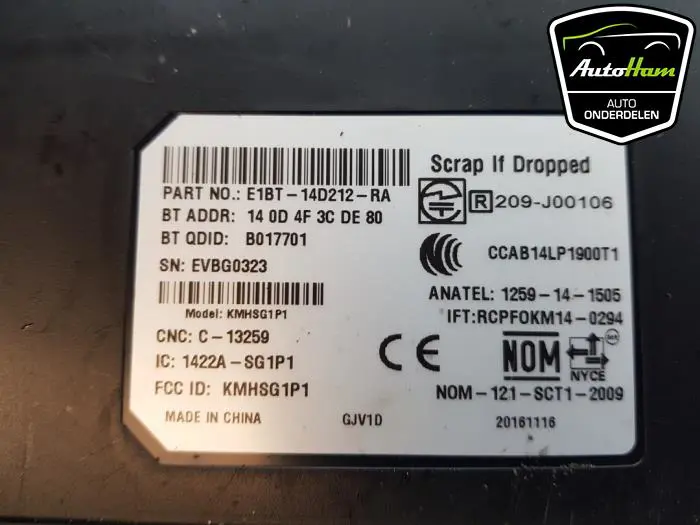 AutoHam
AUTO
ONDERDELEN
Scrap If Dropped
PART NO.: E1BT-14D212-RA
R 209-J00106
BT ADDR: 14 0D 4F 3C DE 80
BT QDID: B017701
CCAB14LP1900T1
SN: EVBG0323
ANATEL: 1259-14-1505
Model: KMHSG1P1
IFT:RCPFOKM14-0294
CNC: C-13259
IC: 1422A-SG1P1
CE
NOM
NYCE
FCC ID: KMHSG1P1
NOM-121-SCT1-2009
MADE IN CHINA
GJV1D
20161116